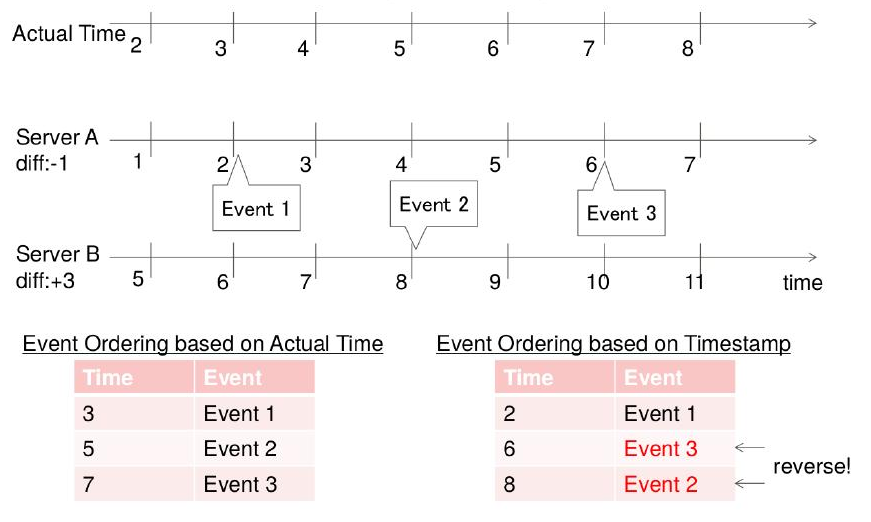 Actual Time
2 3 4 5 6 7 8
Server A
diff:-1
1 2 3 4 5 6 7
Event 1
Event 2
Event 3
Server B
diff:+3
5 6 7 8 9 10 11 time
Event Ordering based on Actual Time
Time Event
3 Event 1
5 Event 2
7 Event 3
Event Ordering based on Timestamp
Time Event
2 Event 1
6 Event 3
8 Event 2
reverse!